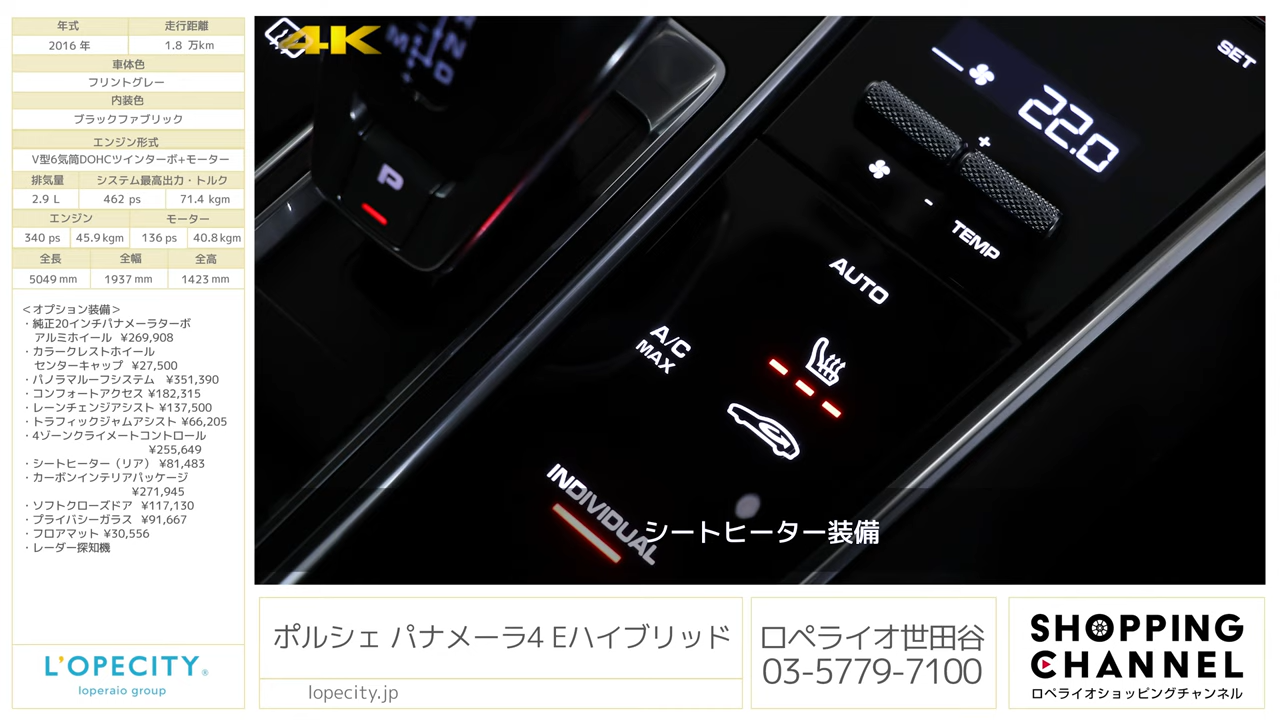 年式 走行距離
2016 年 1.8 万km
車体色
フリントグレー
内装色
ブラックファブリック
エンジン形式
V型6気筒DOHCツインターボ+モーター
排気量 システム最高出力・トルク
2.9 L 462 ps 71.4 kgm
エンジン モーター
340 ps 45.9 kgm 136 ps 40.8 kgm
全長 全幅 全高
5049 mm 1937 mm 1423 mm
＜オプション装備＞
・純正20インチパナメーラターボ
アルミホイール ¥269,908
・カラークレストホイール
センターキャップ ¥27,500
・パノラマルーフシステム ¥351,390
・コンフォートアクセス ¥182,315
・レーンチェンジアシスト ¥137,500
・トラフィックジャムアシスト ¥66,205
・4ゾーンクライメートコントロール
¥255,649
・シートヒーター（リア） ¥81,483
・カーボンインテリアパッケージ
¥271,945
・ソフトクローズドア ¥117,130
・プライバシーガラス ¥91,667
・フロアマット ¥30,556
・レーダー探知機
L'OPECITY®
loperaio group
4K
M N D
P
SET
22.0
+
-
TEMP
AUTO
A/C
MAX
INDIVIDUAL
シートヒーター装備
ポルシェ パナメーラ4 Eハイブリッド
lopecity.jp
ロペライオ世田谷
03-5779-7100
SHOPPING
CHANNEL
ロペライオショッピングチャンネル